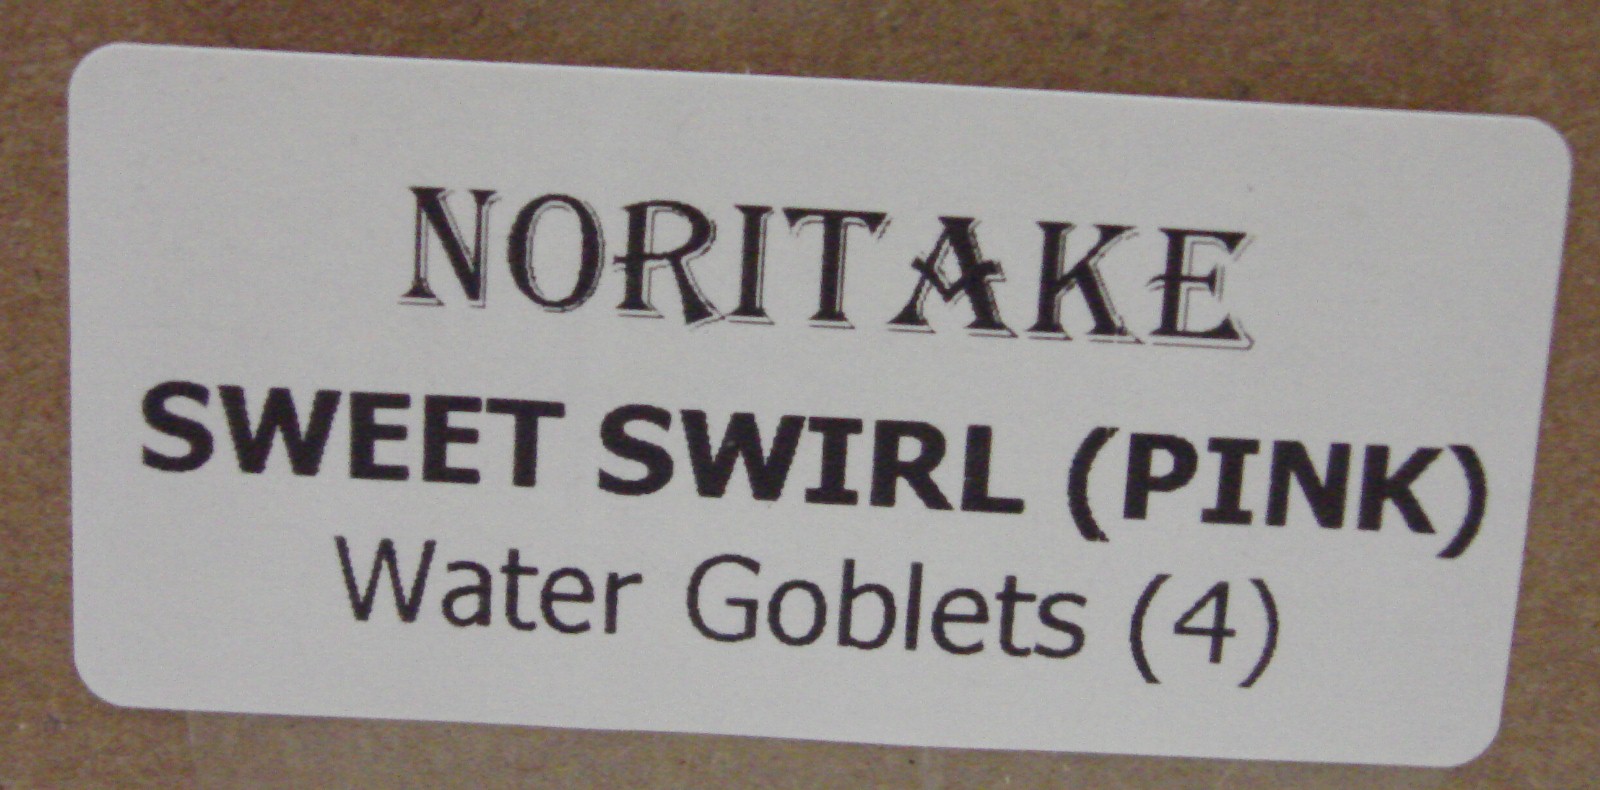 NORITAKE
SWEET SWIRL (PINK)
Water Goblets (4)